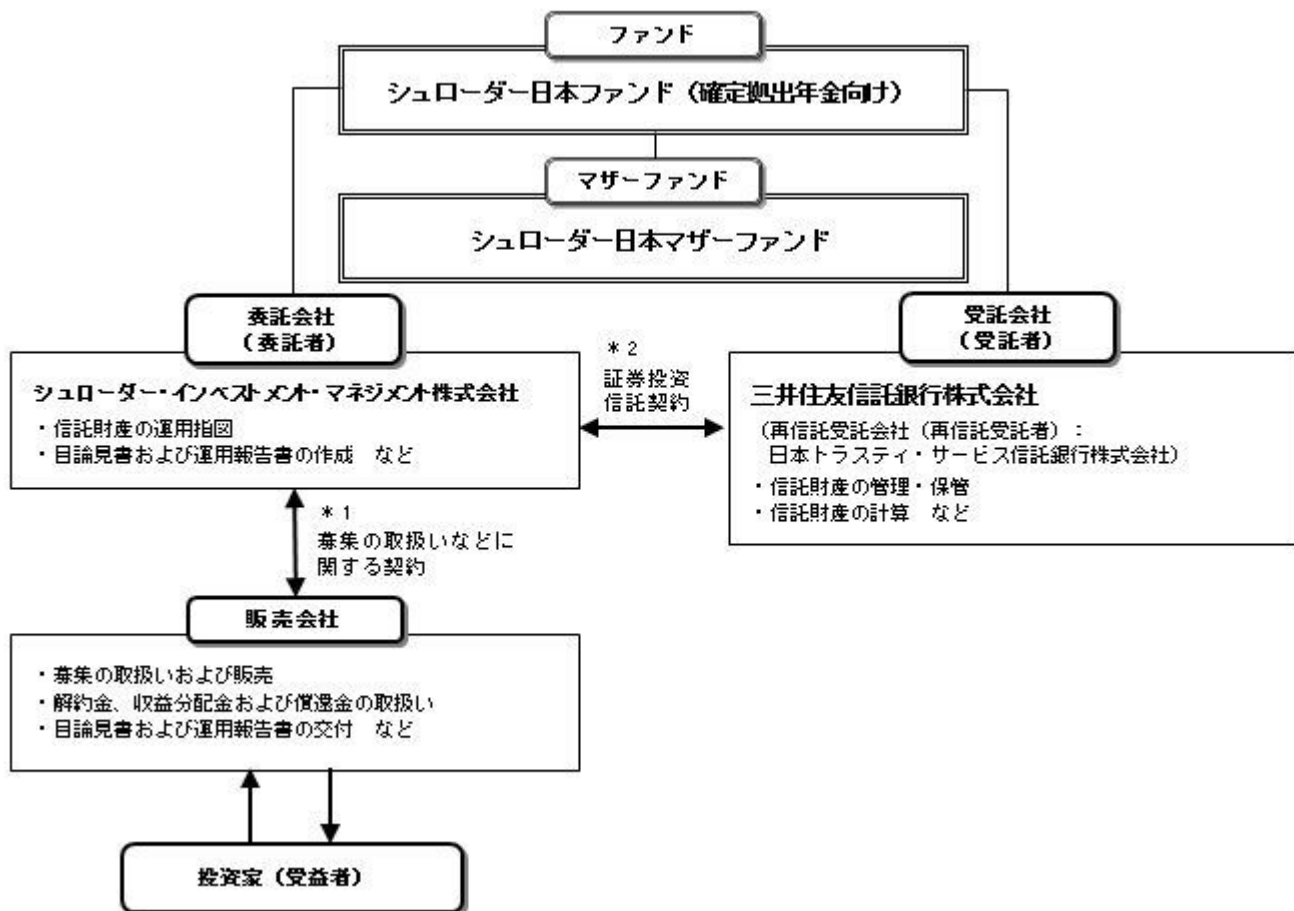 ファンド
シュローダー日本ファンド（確定拠出年金向け）
マザーファンド
シュローダー日本マザーファンド
委託会社
（委託者）
シュローダー・インベストメント・マネジメント株式会社
・信託財産の運用指図
・目論見書および運用報告書の作成　など
＊2
証券投資
信託契約
受託会社
（受託者）
三井住友信託銀行株式会社
（再信託受託会社（再信託受託者）：
日本トラスティ・サービス信託銀行株式会社）
・信託財産の管理・保管
・信託財産の計算　など
＊1
募集の取扱いなどに
関する契約
販売会社
・募集の取扱いおよび販売
・解約金、収益分配金および償還金の取扱い
・目論見書および運用報告書の交付　など
投資家（受益者）